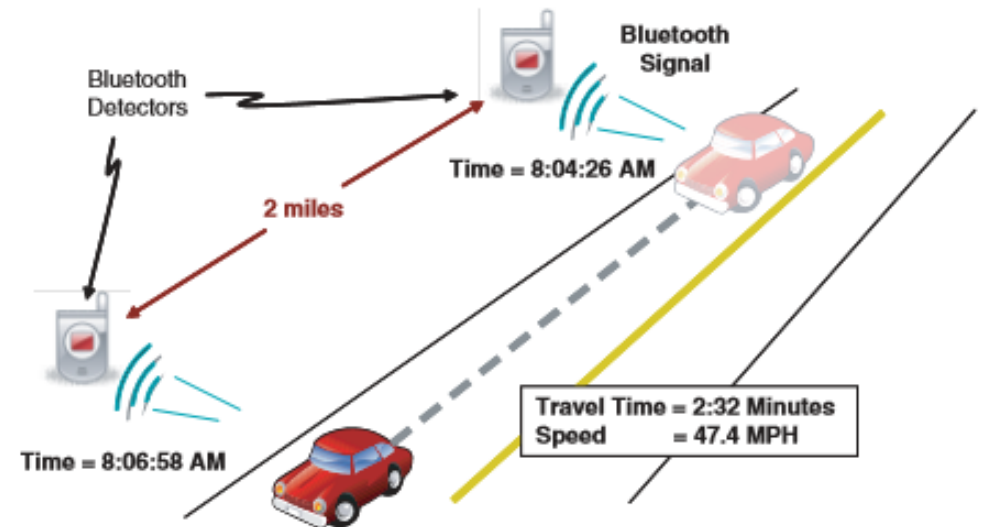 Bluetooth
Signal
Bluetooth
Detectors
Time = 8:04:26 AM
2 miles
Travel Time = 2:32 Minutes
Speed = 47.4 MPH
Time = 8:06:58 AM